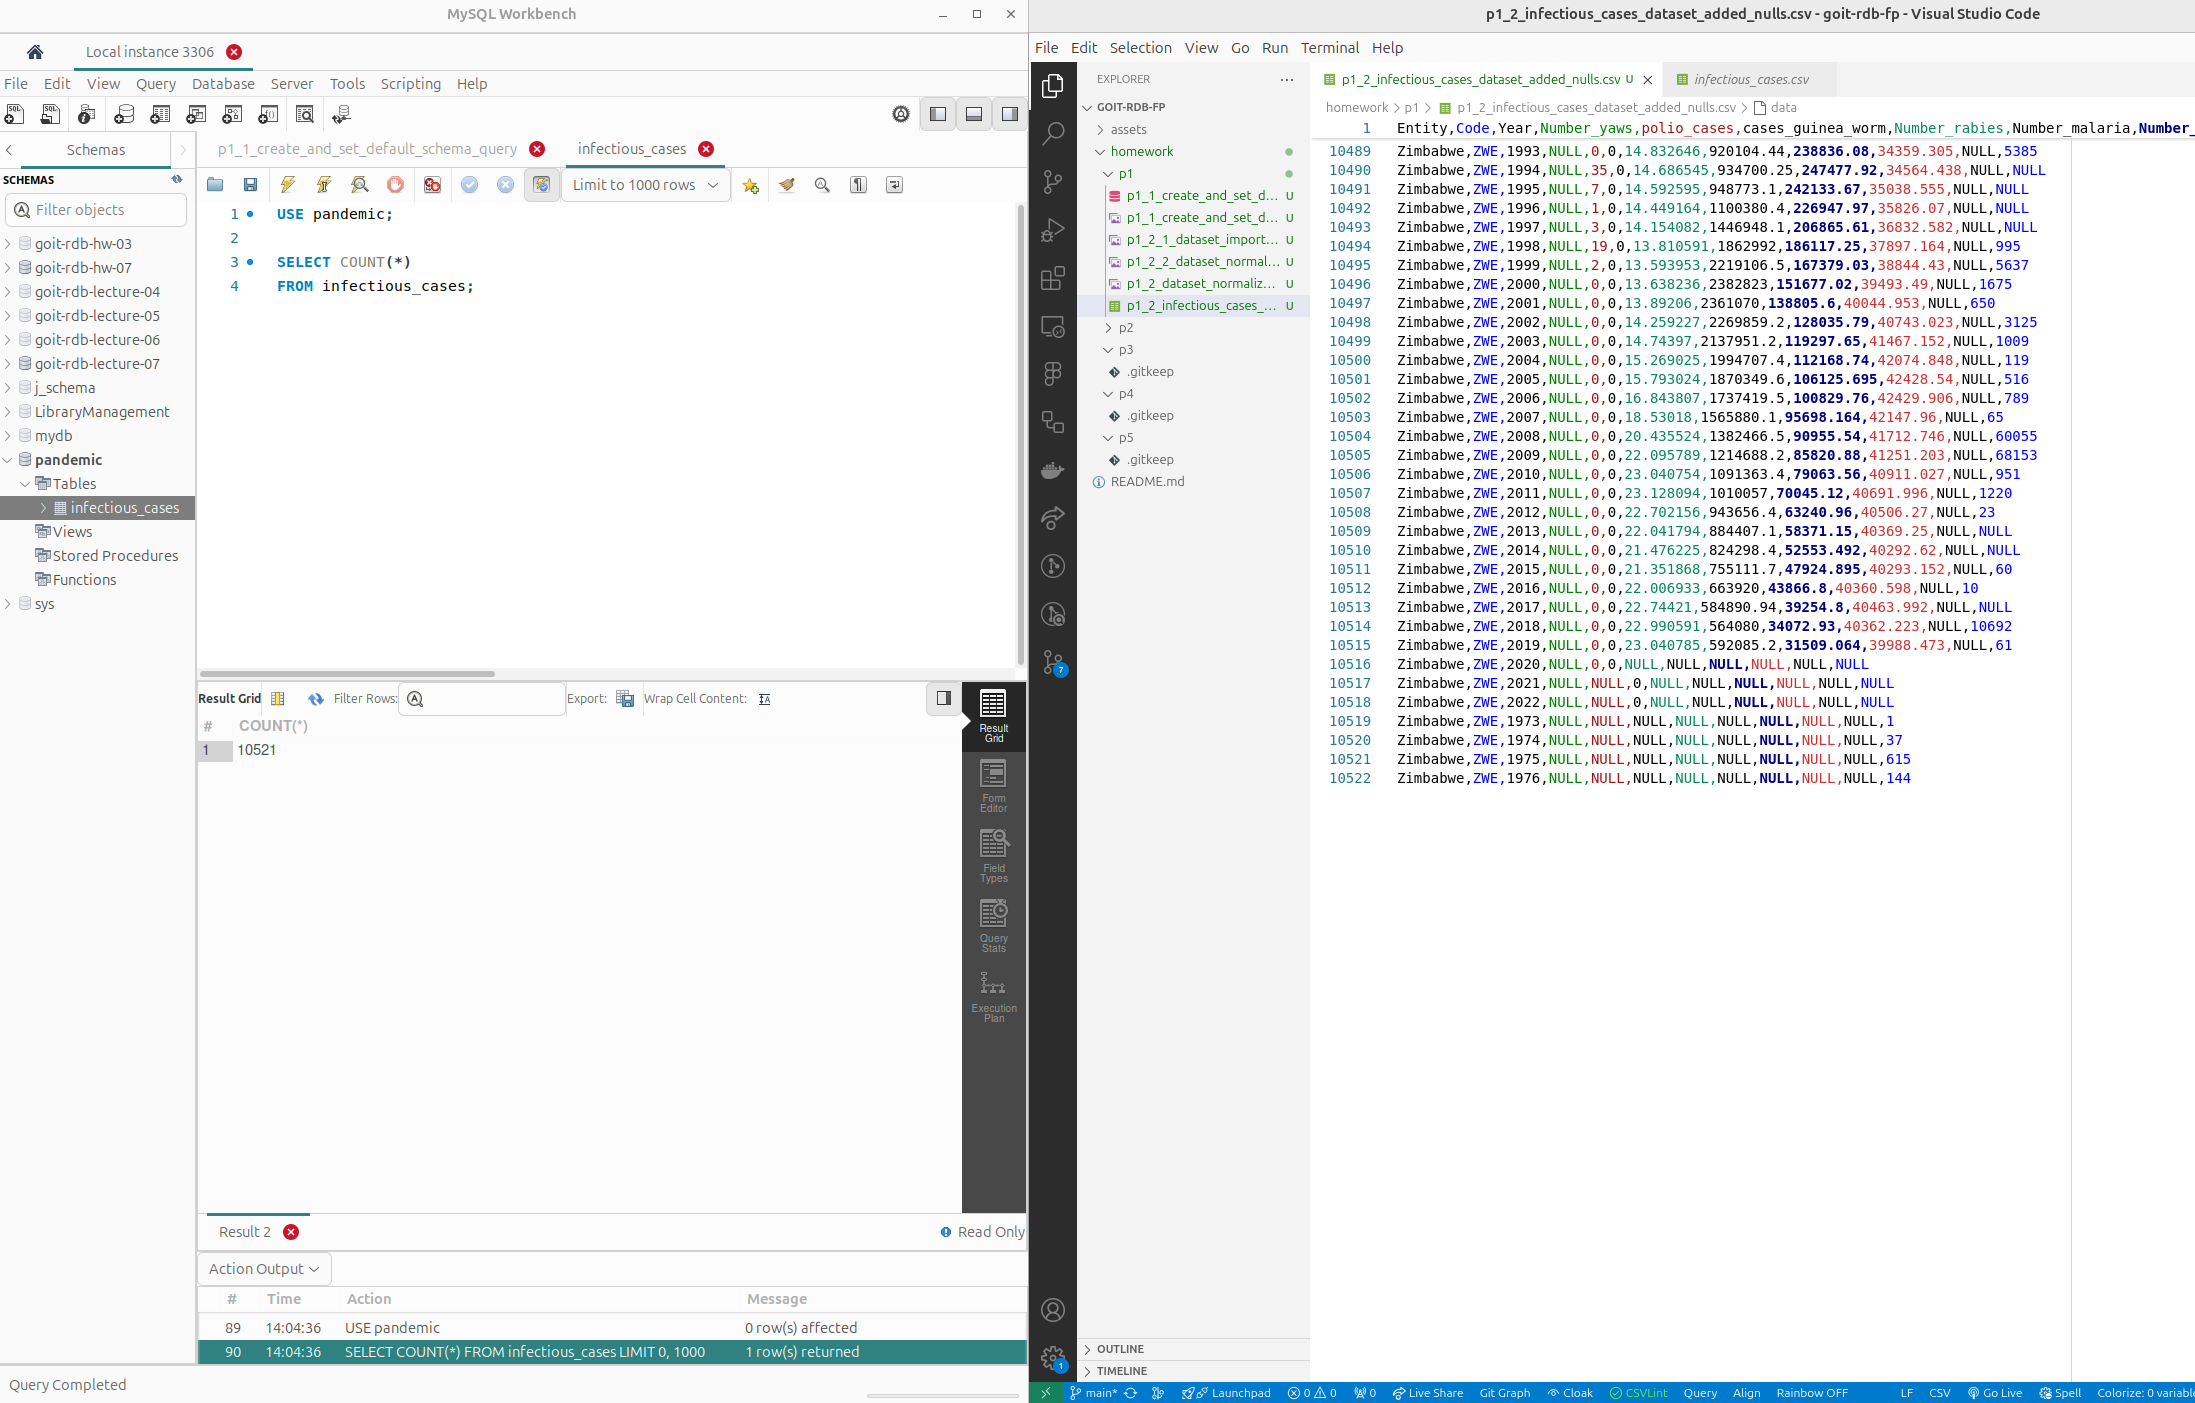 MySQL Workbench
Local instance 3306
File Edit View Query Database Server Tools Scripting Help
Schemas
SCHEMAS
Filter objects
goit-rdb-hw-03
goit-rdb-hw-07
goit-rdb-lecture-04
goit-rdb-lecture-05
goit-rdb-lecture-06
goit-rdb-lecture-07
j_schema
LibraryManagement
mydb
pandemic
Tables
infectious_cases
Views
Stored Procedures
Functions
sys
p1_1_create_and_set_default_schema_query infectious_cases
Limit to 1000 rows
1 USE pandemic;
2
3 SELECT COUNT(*)
4 FROM infectious_cases;
Result Grid Filter Rows: Export: Wrap Cell Content:
# COUNT(*)
1 10521
Result Grid
Form Editor
Field Types
Query Stats
Execution Plan
Result 2 Read Only
Action Output
# Time Action Message
89 14:04:36 USE pandemic 0 row(s) affected
90 14:04:36 SELECT COUNT(*) FROM infectious_cases LIMIT 0, 1000 1 row(s) returned
Query Completed
p1_2_infectious_cases_dataset_added_nulls.csv - goit-rdb-fp - Visual Studio Code
File Edit Selection View Go Run Terminal Help
EXPLORER ...
GOIT-RDB-FP
assets
homework
p1
p1_1_create_and_set_d... U
p1_1_create_and_set_d... U
p1_2_1_dataset_import... U
p1_2_2_dataset_normal... U
p1_2_dataset_normaliz... U
p1_2_infectious_cases_... U
p2
p3
.gitkeep
p4
.gitkeep
p5
.gitkeep
README.md
OUTLINE
TIMELINE
7
1
p1_2_infectious_cases_dataset_added_nulls.csv U infectious_cases.csv
homework > p1 > p1_2_infectious_cases_dataset_added_nulls.csv > data
1 Entity,Code,Year,Number_yaws,polio_cases,cases_guinea_worm,Number_rabies,Number_malaria,Number_
10489 Zimbabwe,ZWE,1993,NULL,0,0,14.832646,920104.44,238836.08,34359.305,NULL,5385
10490 Zimbabwe,ZWE,1994,NULL,35,0,14.686545,934700.25,247477.92,34564.438,NULL,NULL
10491 Zimbabwe,ZWE,1995,NULL,7,0,14.592595,948773.1,242133.67,35038.555,NULL,NULL
10492 Zimbabwe,ZWE,1996,NULL,1,0,14.449164,1100380.4,226947.97,35826.07,NULL,NULL
10493 Zimbabwe,ZWE,1997,NULL,3,0,14.154082,1446948.1,206865.61,36832.582,NULL,NULL
10494 Zimbabwe,ZWE,1998,NULL,19,0,13.810591,1862992,186117.25,37897.164,NULL,995
10495 Zimbabwe,ZWE,1999,NULL,2,0,13.593953,2219106.5,167379.03,38844.43,NULL,5637
10496 Zimbabwe,ZWE,2000,NULL,0,0,13.638236,2382823,151677.02,39493.49,NULL,1675
10497 Zimbabwe,ZWE,2001,NULL,0,0,13.89206,2361070,138805.6,40044.953,NULL,650
10498 Zimbabwe,ZWE,2002,NULL,0,0,14.259227,2269859.2,128035.79,40743.023,NULL,3125
10499 Zimbabwe,ZWE,2003,NULL,0,0,14.74397,2137951.2,119297.65,41467.152,NULL,1009
10500 Zimbabwe,ZWE,2004,NULL,0,0,15.269025,1994707.4,112168.74,42074.848,NULL,119
10501 Zimbabwe,ZWE,2005,NULL,0,0,15.793024,1870349.6,106125.695,42428.54,NULL,516
10502 Zimbabwe,ZWE,2006,NULL,0,0,16.843807,1737419.5,100829.76,42429.906,NULL,789
10503 Zimbabwe,ZWE,2007,NULL,0,0,18.53018,1565880.1,95698.164,42147.96,NULL,65
10504 Zimbabwe,ZWE,2008,NULL,0,0,20.435524,1382466.5,90955.54,41712.746,NULL,60055
10505 Zimbabwe,ZWE,2009,NULL,0,0,22.095789,1214688.2,85820.88,41251.203,NULL,68153
10506 Zimbabwe,ZWE,2010,NULL,0,0,23.040754,1091363.4,79063.56,40911.027,NULL,951
10507 Zimbabwe,ZWE,2011,NULL,0,0,23.128094,1010057,70045.12,40691.996,NULL,1220
10508 Zimbabwe,ZWE,2012,NULL,0,0,22.702156,943656.4,63240.96,40506.27,NULL,23
10509 Zimbabwe,ZWE,2013,NULL,0,0,22.041794,884407.1,58371.15,40369.25,NULL,NULL
10510 Zimbabwe,ZWE,2014,NULL,0,0,21.476225,824298.4,52553.492,40292.62,NULL,NULL
10511 Zimbabwe,ZWE,2015,NULL,0,0,21.351868,755111.7,47924.895,40293.152,NULL,60
10512 Zimbabwe,ZWE,2016,NULL,0,0,22.006933,663920,43866.8,40360.598,NULL,10
10513 Zimbabwe,ZWE,2017,NULL,0,0,22.74421,584890.94,39254.8,40463.992,NULL,NULL
10514 Zimbabwe,ZWE,2018,NULL,0,0,22.990591,564080,34072.93,40362.223,NULL,10692
10515 Zimbabwe,ZWE,2019,NULL,0,0,23.040785,592085.2,31509.064,39988.473,NULL,61
10516 Zimbabwe,ZWE,2020,NULL,0,0,NULL,NULL,NULL,NULL,NULL,NULL
10517 Zimbabwe,ZWE,2021,NULL,NULL,0,NULL,NULL,NULL,NULL,NULL,NULL
10518 Zimbabwe,ZWE,2022,NULL,NULL,0,NULL,NULL,NULL,NULL,NULL,NULL
10519 Zimbabwe,ZWE,1973,NULL,NULL,NULL,NULL,NULL,NULL,NULL,NULL,1
10520 Zimbabwe,ZWE,1974,NULL,NULL,NULL,NULL,NULL,NULL,NULL,NULL,37
10521 Zimbabwe,ZWE,1975,NULL,NULL,NULL,NULL,NULL,NULL,NULL,NULL,615
10522 Zimbabwe,ZWE,1976,NULL,NULL,NULL,NULL,NULL,NULL,NULL,NULL,144
main* Launchpad 0 0 0 Live Share Git Graph Cloak CSVLint Query Align Rainbow OFF LF CSV Go Live Spell Colorize: 0 variable